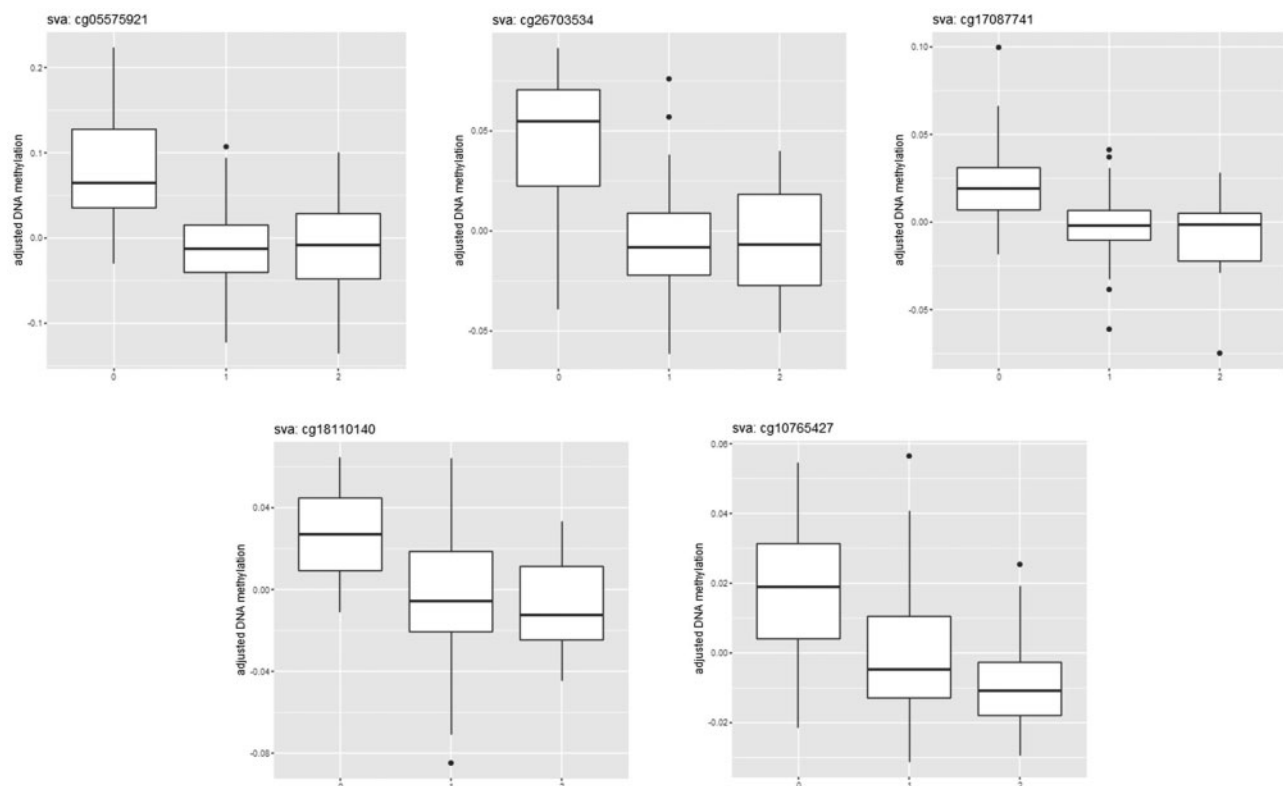 sva: cg05575921
adjusted DNA methylation
0.2
0.1
0.0
-0.1
0
1
2
sva: cg26703534
adjusted DNA methylation
0.05
0.00
-0.05
0
1
2
sva: cg17087741
adjusted DNA methylation
0.10
0.05
0.00
-0.05
0
1
2
sva: cg18110140
adjusted DNA methylation
0.04
0.00
-0.04
-0.08
sva: cg10765427
adjusted DNA methylation
0.06
0.04
0.02
0.00
-0.02